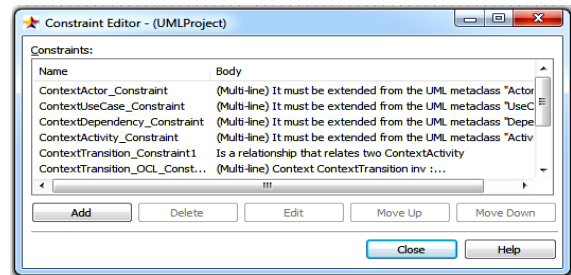 Constraint Editor - (UMLProject)
Constraints:
Name Body
ContextActor_Constraint (Multi-line) It must be extended from the UML metaclass "Actor
ContextUseCase_Constraint (Multi-line) It must be extended from the UML metaclass "UseC
ContextDependency_Constraint (Multi-line) It must be extended from the UML metaclass "Depe
ContextActivity_Constraint (Multi-line) It must be extended from the UML metaclass "Activ
ContextTransition_Constraint1 Is a relationship that relates two ContextActivity
ContextTransition_OCL_Const... (Multi-line) Context ContextTransition inv :...
Add Delete Edit Move Up Move Down
Close Help